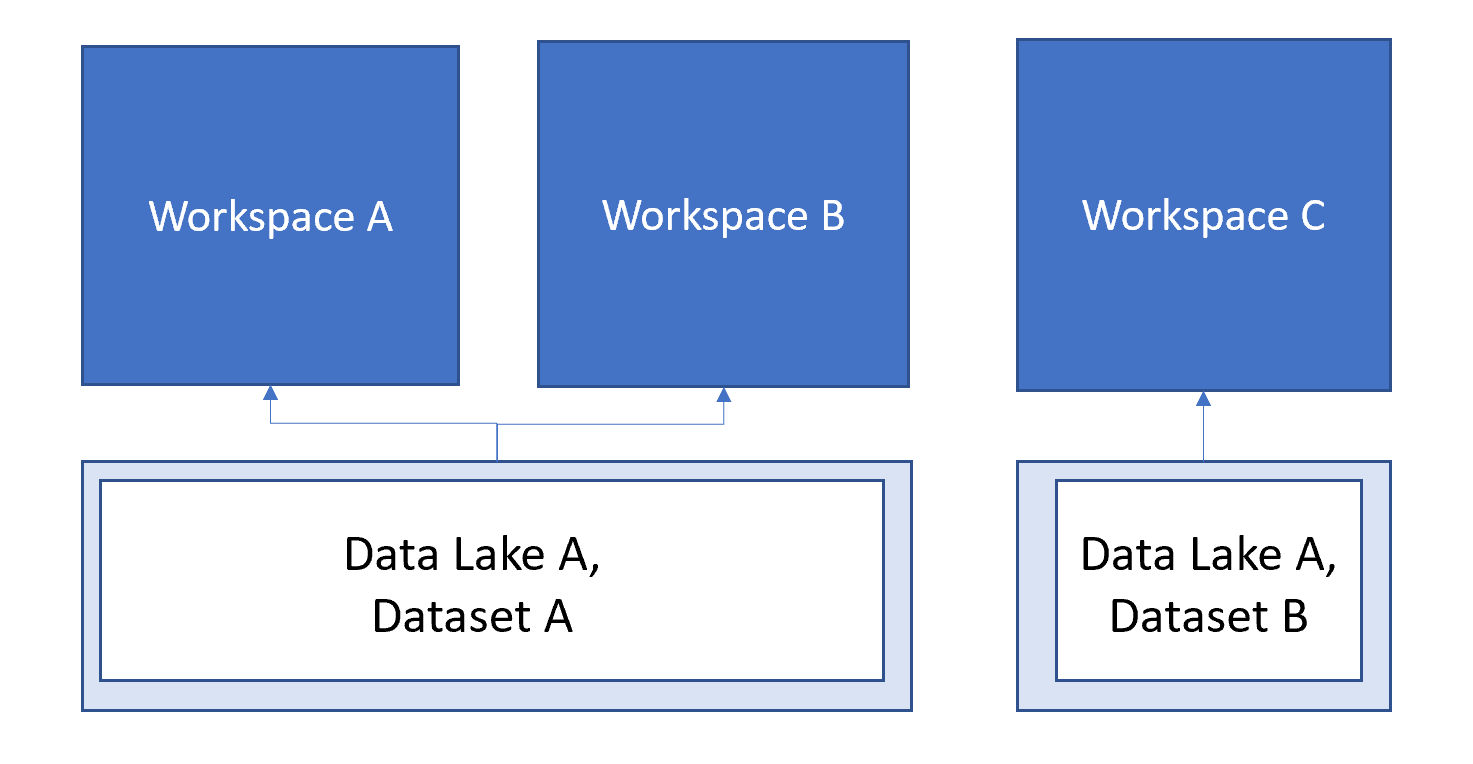 Workspace A
Workspace B
Workspace C
Data Lake A,
Dataset A
Data Lake A,
Dataset B